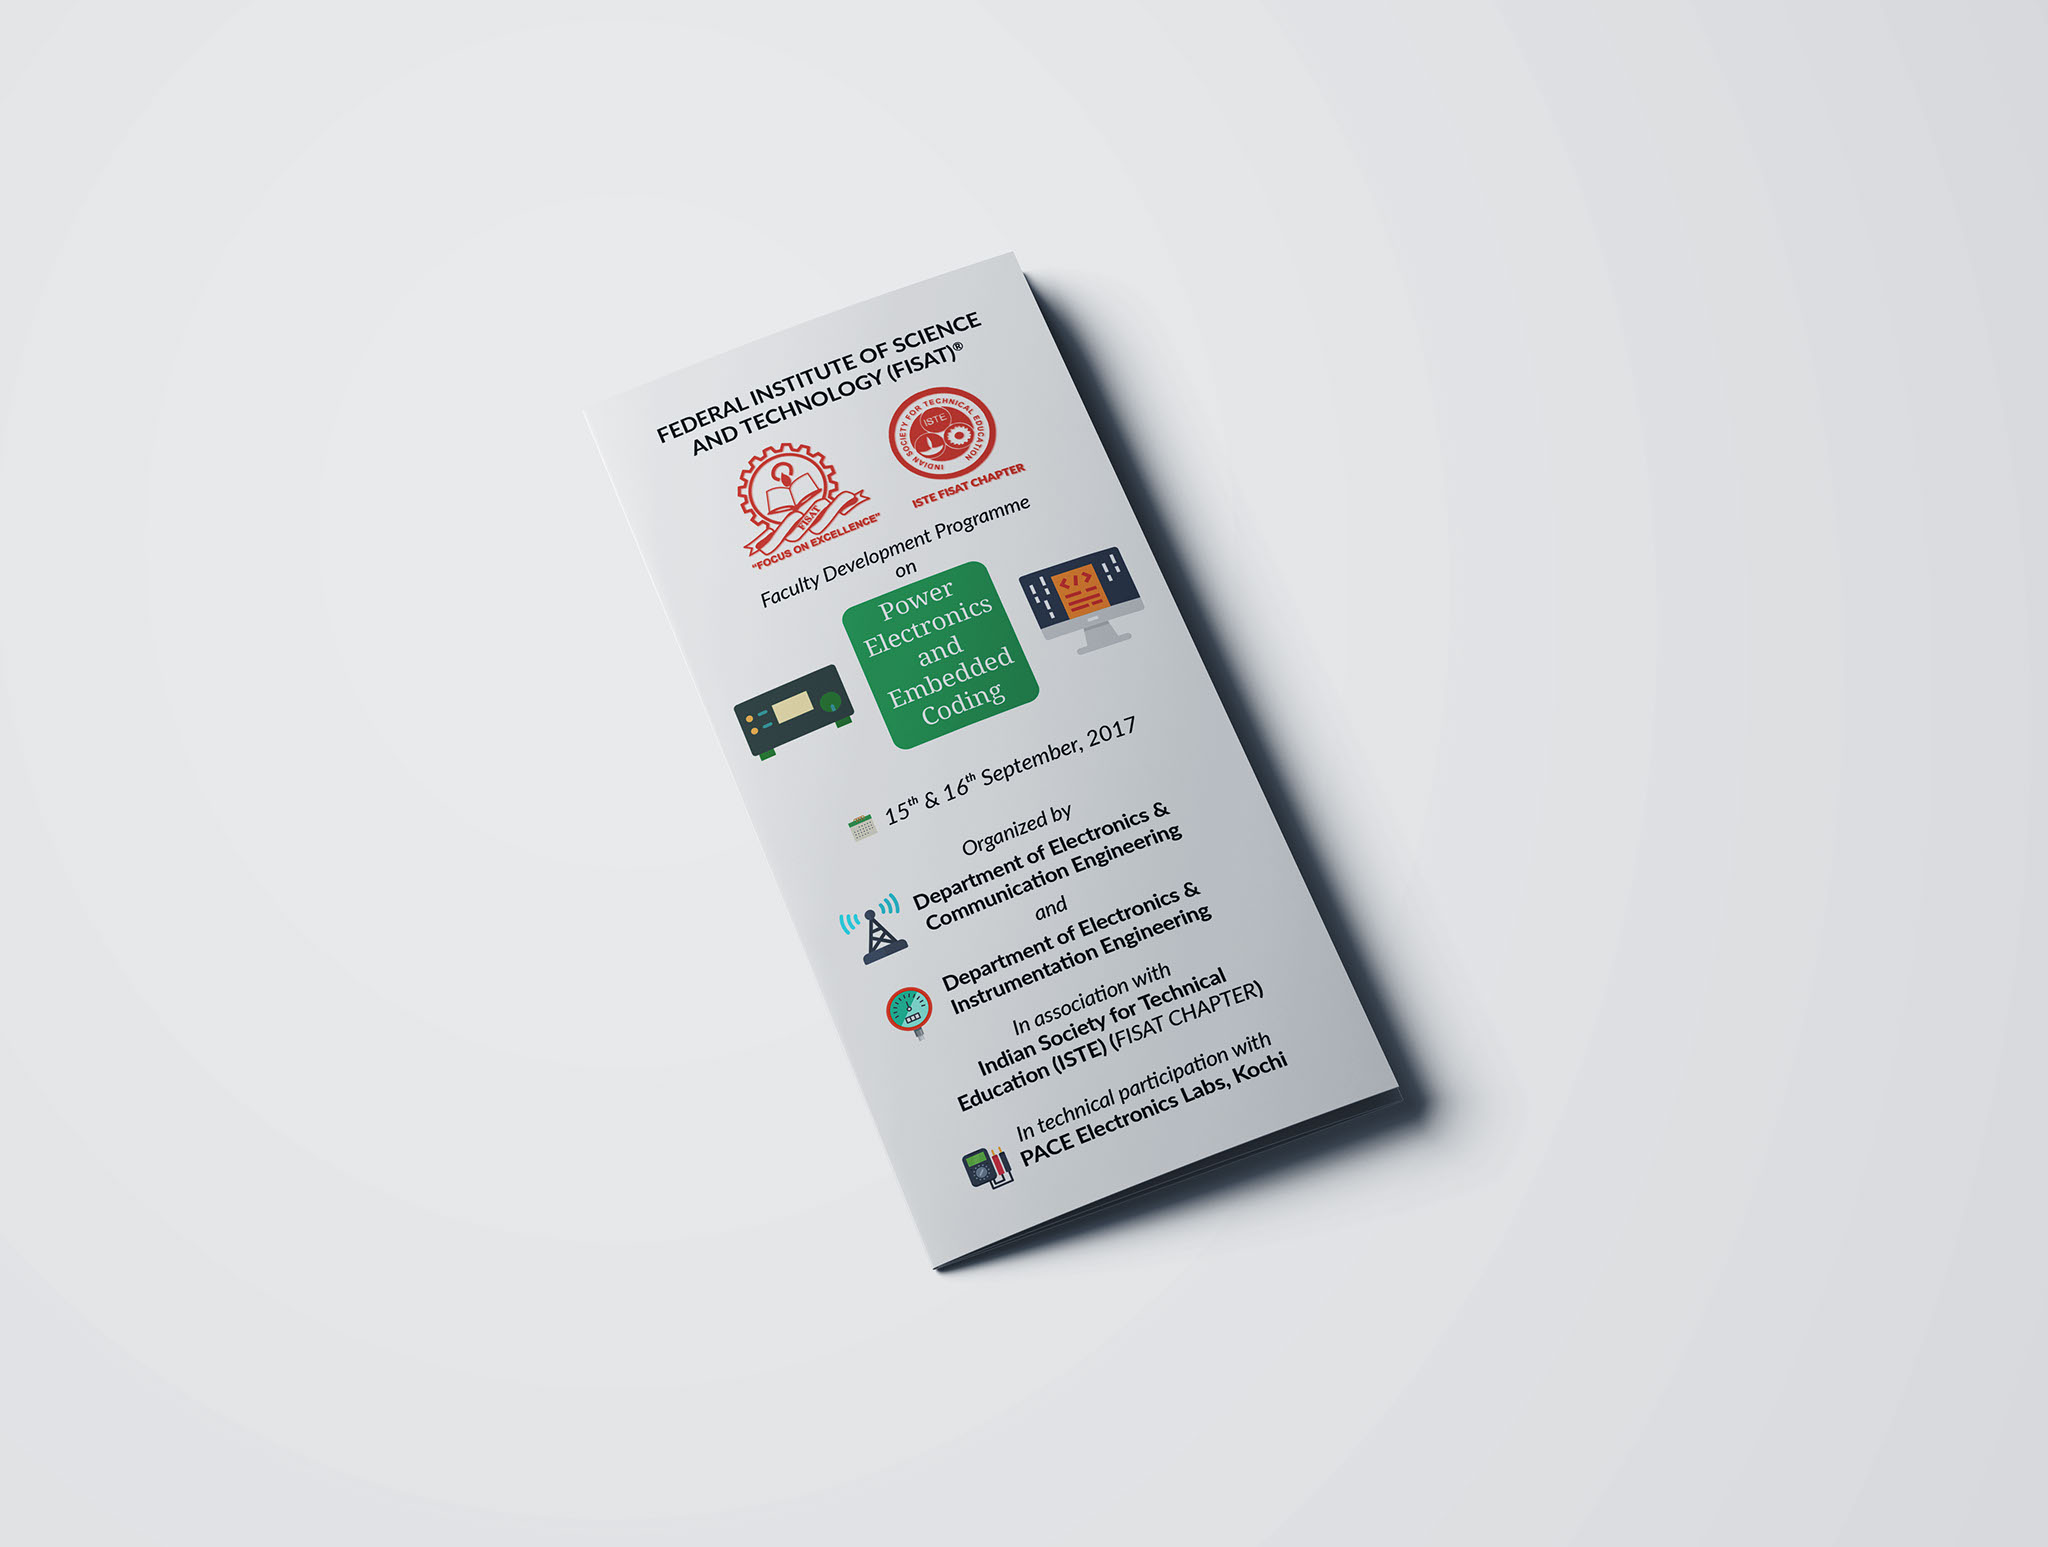 FEDERAL INSTITUTE OF SCIENCE
AND TECHNOLOGY (FISAT)®
FISAT
"FOCUS ON EXCELLENCE"
INDIAN SOCIETY FOR TECHNICAL EDUCATION
ISTE
ISTE FISAT CHAPTER
Faculty Development Programme
on
Power
Electronics
and
Embedded
Coding
</>
15th & 16th September, 2017
Organized by
Department of Electronics &
Communication Engineering
and
Department of Electronics &
Instrumentation Engineering
In association with
Indian Society for Technical
Education (ISTE) (FISAT CHAPTER)
In technical participation with
PACE Electronics Labs, Kochi